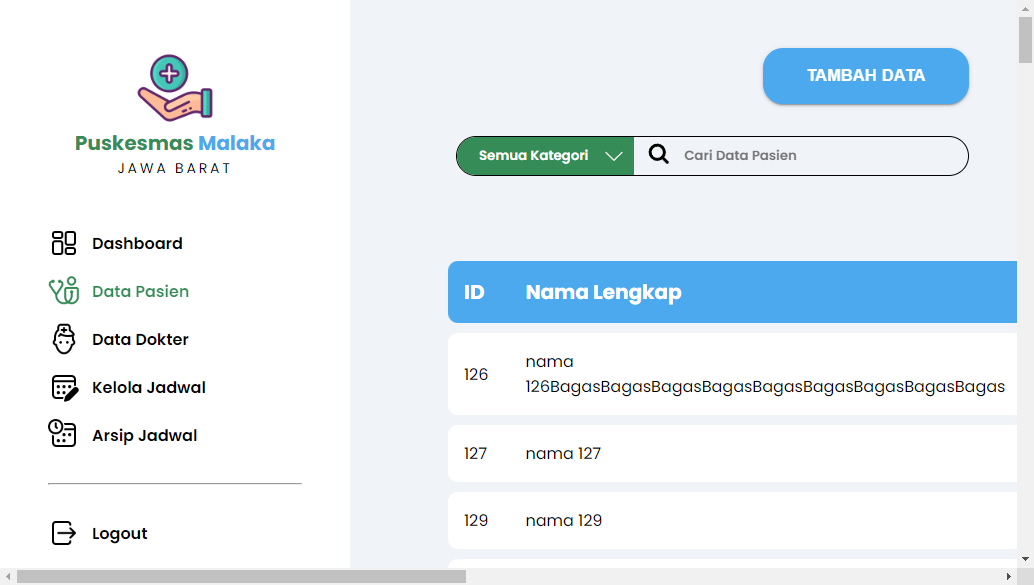 TAMBAH DATA
Puskesmas Malaka
JAWA BARAT
Semua Kategori
Cari Data Pasien
Dashboard
Data Pasien
Data Dokter
Kelola Jadwal
Arsip Jadwal
Logout
ID Nama Lengkap
126 nama
126BagasBagasBagasBagasBagasBagasBagasBagasBagas
127 nama 127
129 nama 129